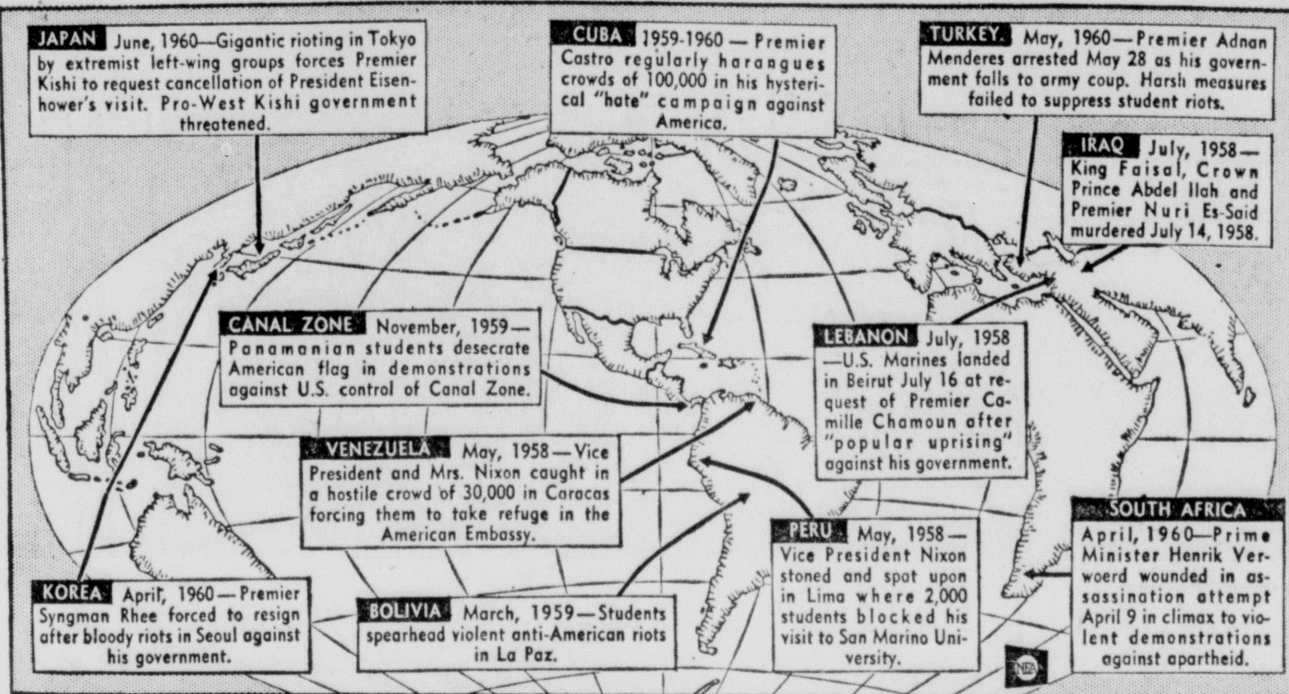 JAPAN June, 1960—Gigantic rioting in Tokyo
by extremist left-wing groups forces Premier
Kishi to request cancellation of President Eisen-
hower's visit. Pro-West Kishi government
threatened.
CUBA 1959-1960 — Premier
Castro regularly harangues
crowds of 100,000 in his hysteri-
cal "hate" campaign against
America.
TURKEY. May, 1960—Premier Adnan
Menderes arrested May 28 as his govern-
ment falls to army coup. Harsh measures
failed to suppress student riots.
IRAQ July, 1958—
King Faisal, Crown
Prince Abdel Ilah and
Premier Nuri Es-Said
murdered July 14, 1958.
CANAL ZONE November, 1959—
Panamanian students desecrate
American flag in demonstrations
against U.S. control of Canal Zone.
LEBANON July, 1958
—U.S. Marines landed
in Beirut July 16 at re-
quest of Premier Ca-
mille Chamoun after
"popular uprising"
against his government.
VENEZUELA May, 1958—Vice
President and Mrs. Nixon caught in
a hostile crowd of 30,000 in Caracas
forcing them to take refuge in the
American Embassy.
KOREA April, 1960—Premier
Syngman Rhee forced to resign
after bloody riots in Seoul against
his government.
BOLIVIA March, 1959—Students
spearhead violent anti-American riots
in La Paz.
PERU May, 1958—
Vice President Nixon
stoned and spat upon
in Lima where 2,000
students blocked his
visit to San Marino Uni-
versity.
SOUTH AFRICA
April, 1960—Prime
Minister Henrik Ver-
woerd wounded in as-
sassination attempt
April 9 in climax to vio-
lent demonstrations
against apartheid.
NEA